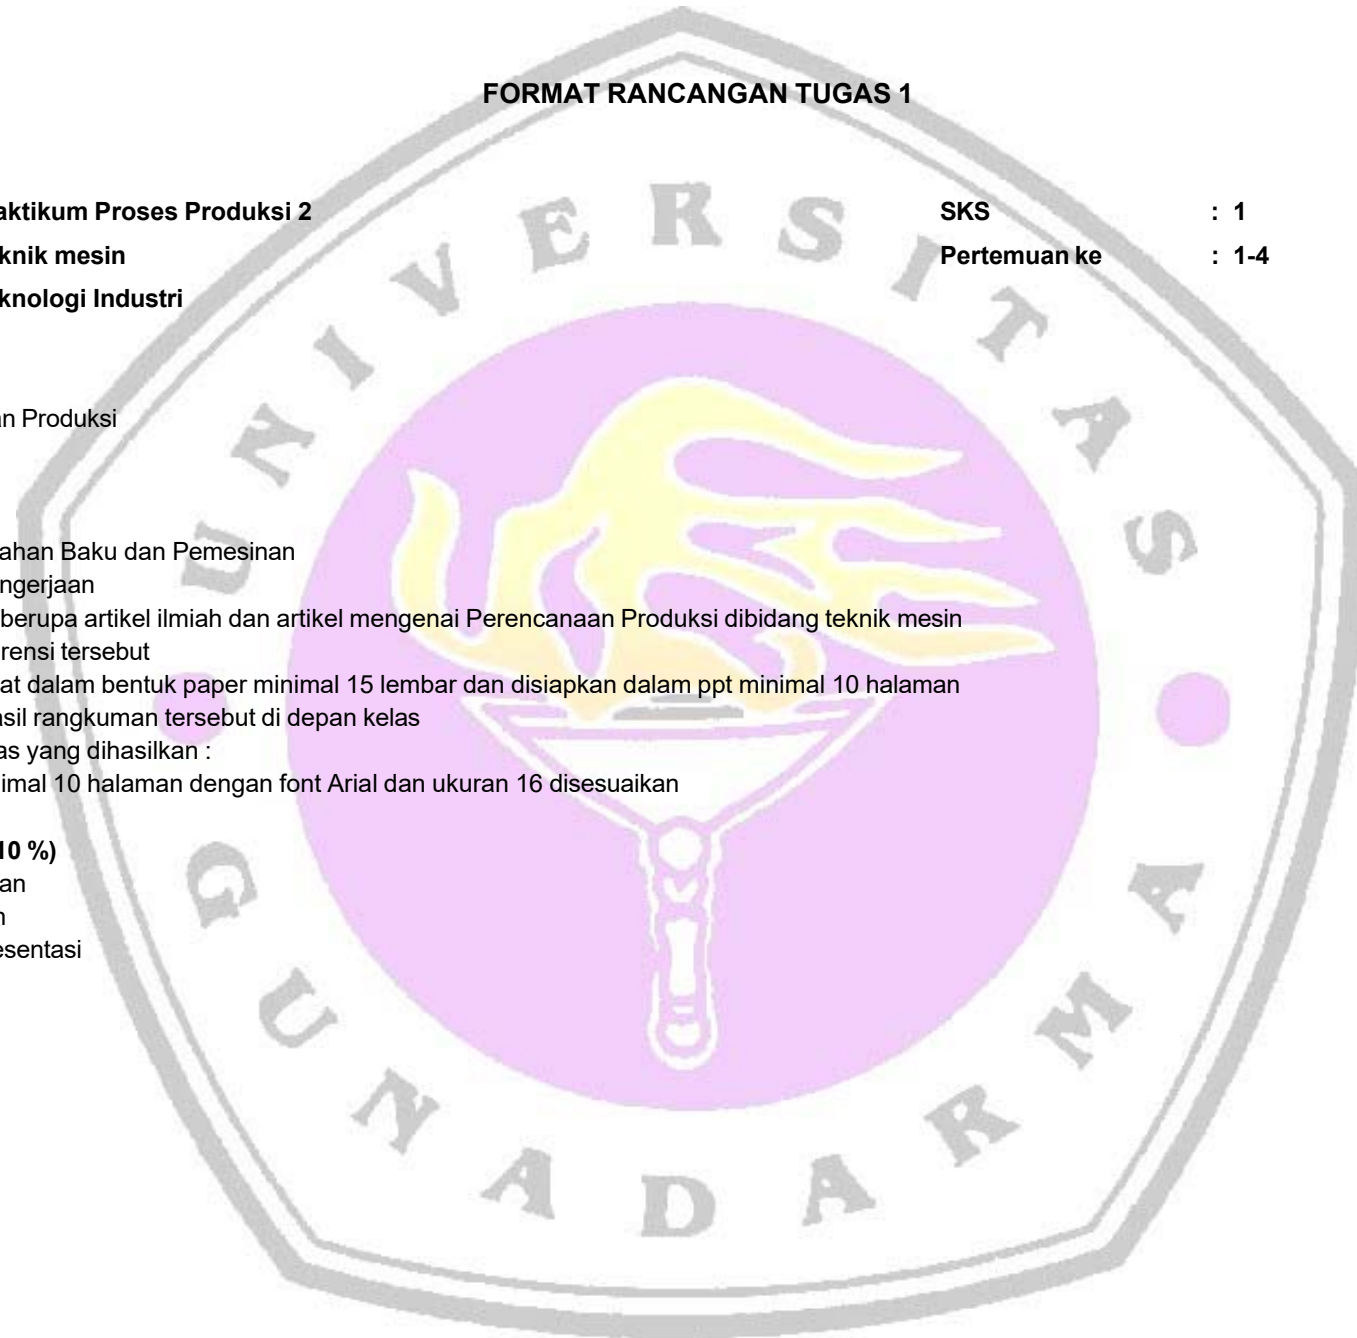 FORMAT RANCANGAN TUGAS 1
aktikum Proses Produksi 2 SKS : 1
knik mesin Pertemuan ke : 1-4
knologi Industri
an Produksi
ahan Baku dan Pemesinan
ngerjaan
berupa artikel ilmiah dan artikel mengenai Perencanaan Produksi dibidang teknik mesin
rensi tersebut
at dalam bentuk paper minimal 15 lembar dan disiapkan dalam ppt minimal 10 halaman
asil rangkuman tersebut di depan kelas
as yang dihasilkan :
imal 10 halaman dengan font Arial dan ukuran 16 disesuaikan
10 %)
an
n
esentasi
UNIVERSITAS
GUNADARMA